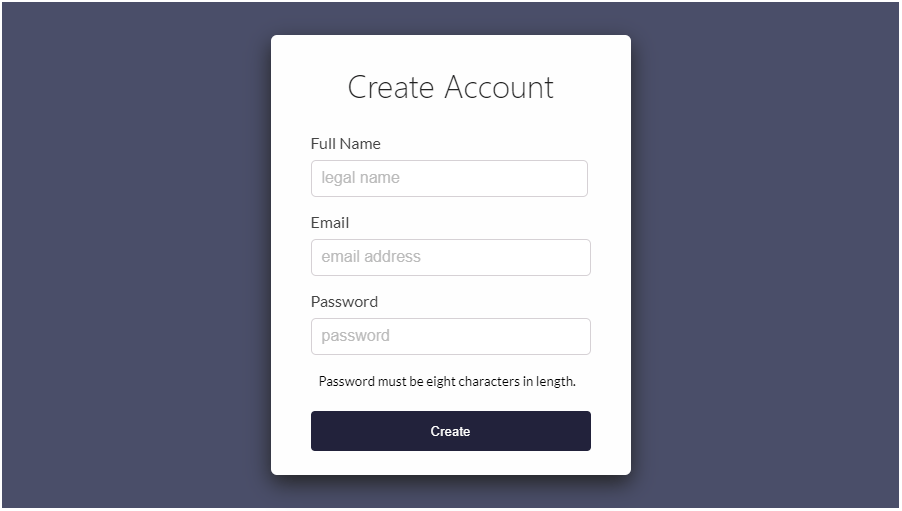 Create Account
Full Name
legal name
Email
email address
Password
password
Password must be eight characters in length.
Create